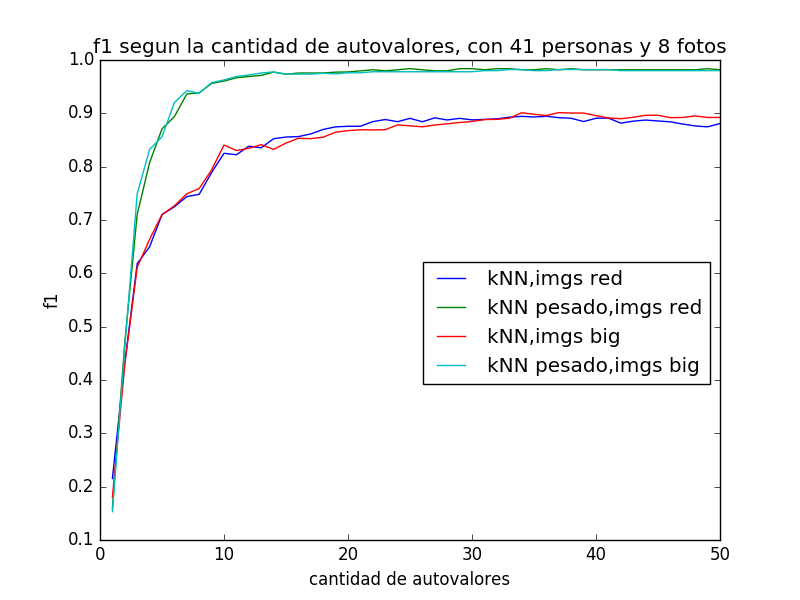 f1 segun la cantidad de autovalores, con 41 personas y 8 fotos
1.0
0.9
0.8
0.7
0.6
0.5
0.4
0.3
0.2
0.1
f1
kNN,imgs red
kNN pesado,imgs red
kNN,imgs big
kNN pesado,imgs big
0 10 20 30 40 50
cantidad de autovalores